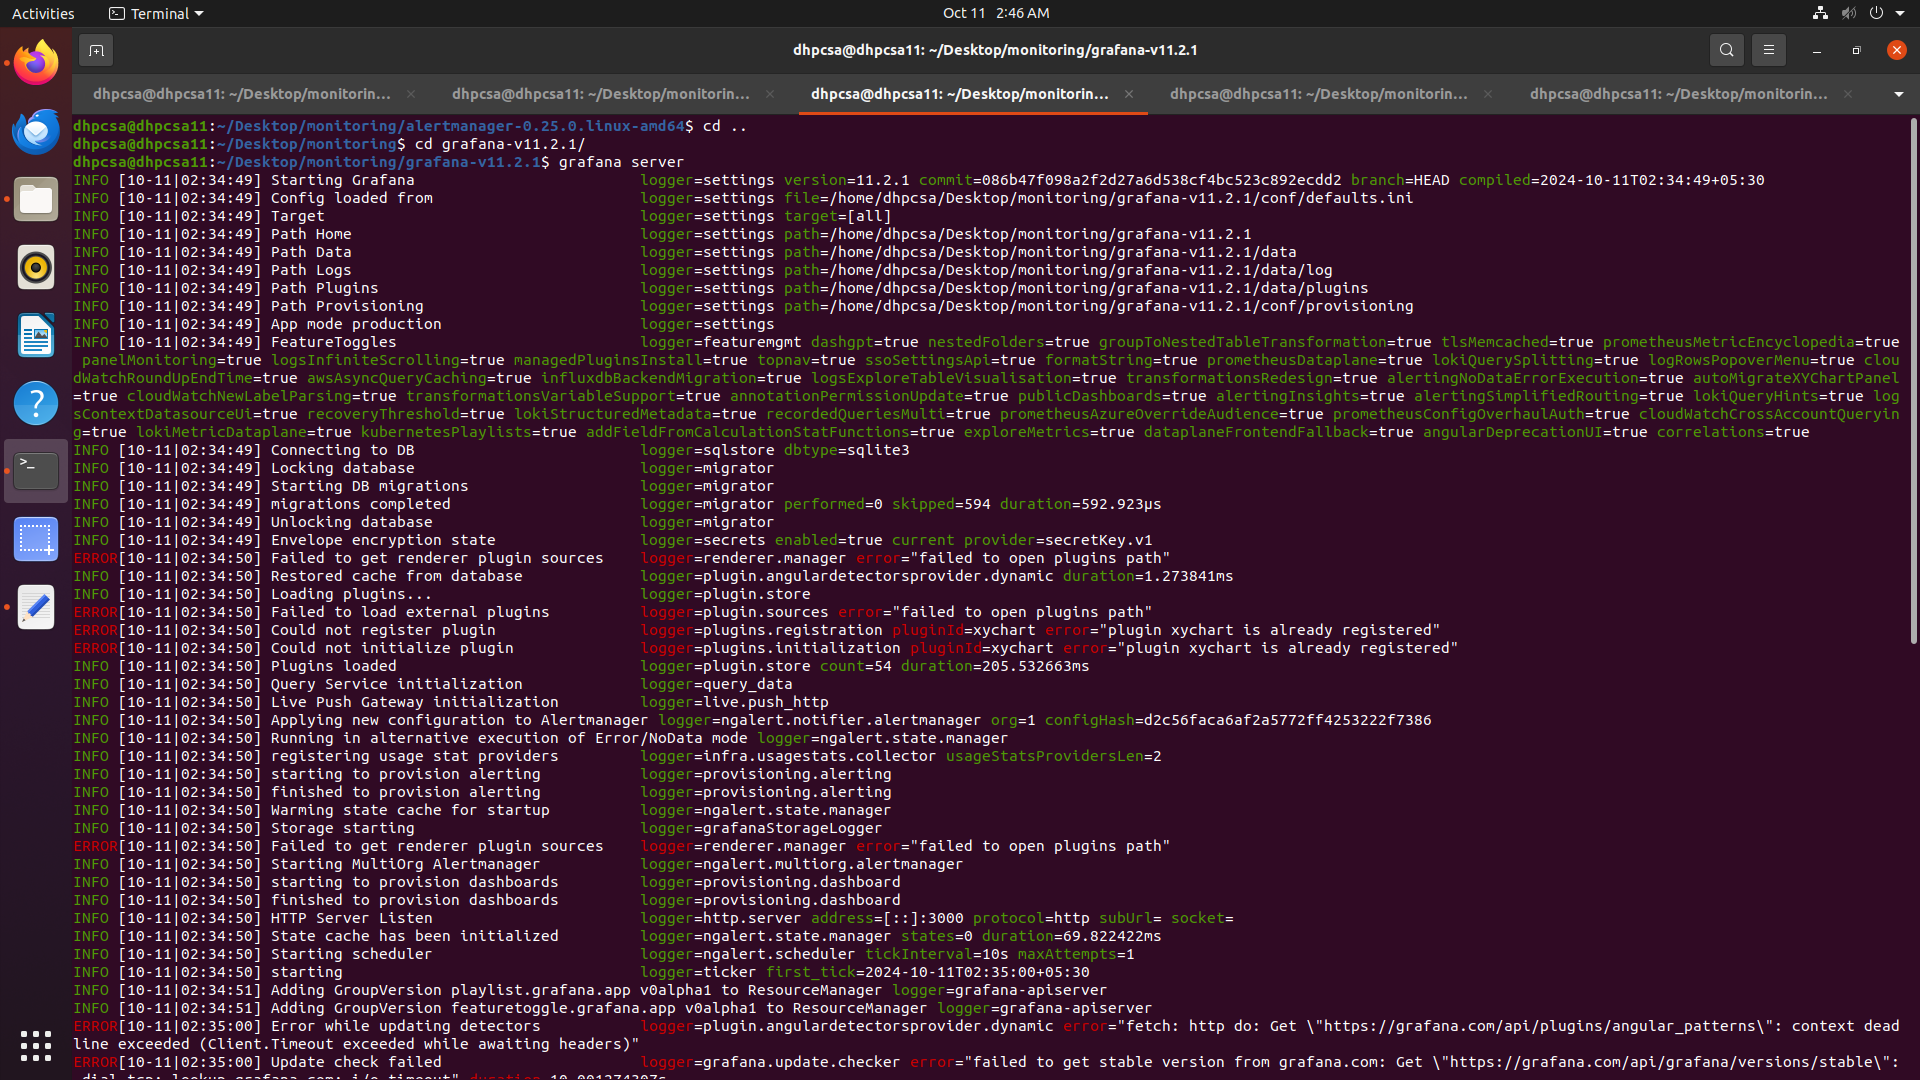 Activities Terminal Oct 11 2:46 AM
dhpcsa@dhpcsa11: ~/Desktop/monitoring/grafana-v11.2.1
dhpcsa@dhpcsa11: ~/Desktop/monitorin... dhpcsa@dhpcsa11: ~/Desktop/monitorin... dhpcsa@dhpcsa11: ~/Desktop/monitorin... dhpcsa@dhpcsa11: ~/Desktop/monitorin... dhpcsa@dhpcsa11: ~/Desktop/monitorin...
dhpcsa@dhpcsa11:~/Desktop/monitoring/alertmanager-0.25.0.linux-amd64$ cd ..
dhpcsa@dhpcsa11:~/Desktop/monitoring$ cd grafana-v11.2.1/
dhpcsa@dhpcsa11:~/Desktop/monitoring/grafana-v11.2.1$ grafana server
INFO [10-11|02:34:49] Starting Grafana logger=settings version=11.2.1 commit=086b47f098a2f2d27a6d538cf4bc523c892ecdd2 branch=HEAD compiled=2024-10-11T02:34:49+05:30
INFO [10-11|02:34:49] Config loaded from logger=settings file=/home/dhpcsa/Desktop/monitoring/grafana-v11.2.1/conf/defaults.ini
INFO [10-11|02:34:49] Target logger=settings target=[all]
INFO [10-11|02:34:49] Path Home logger=settings path=/home/dhpcsa/Desktop/monitoring/grafana-v11.2.1
INFO [10-11|02:34:49] Path Data logger=settings path=/home/dhpcsa/Desktop/monitoring/grafana-v11.2.1/data
INFO [10-11|02:34:49] Path Logs logger=settings path=/home/dhpcsa/Desktop/monitoring/grafana-v11.2.1/data/log
INFO [10-11|02:34:49] Path Plugins logger=settings path=/home/dhpcsa/Desktop/monitoring/grafana-v11.2.1/data/plugins
INFO [10-11|02:34:49] Path Provisioning logger=settings path=/home/dhpcsa/Desktop/monitoring/grafana-v11.2.1/conf/provisioning
INFO [10-11|02:34:49] App mode production logger=settings
INFO [10-11|02:34:49] FeatureToggles logger=featuremgmt dashgpt=true nestedFolders=true groupToNestedTableTransformation=true tlsMemcached=true prometheusMetricEncyclopedia=true
panelMonitoring=true logsInfiniteScrolling=true managedPluginsInstall=true topnav=true ssoSettingsApi=true formatString=true prometheusDataplane=true lokiQuerySplitting=true logRowsPopoverMenu=true clou
dWatchRoundUpEndTime=true awsAsyncQueryCaching=true influxdbBackendMigration=true logsExploreTableVisualisation=true transformationsRedesign=true alertingNoDataErrorExecution=true autoMigrateXYChartPanel
=true cloudWatchNewLabelParsing=true transformationsVariableSupport=true annotationPermissionUpdate=true publicDashboards=true alertingInsights=true alertingSimplifiedRouting=true lokiQueryHints=true log
sContextDatasourceUi=true recoveryThreshold=true lokiStructuredMetadata=true recordedQueriesMulti=true prometheusAzureOverrideAudience=true prometheusConfigOverhaulAuth=true cloudWatchCrossAccountQueryin
g=true lokiMetricDataplane=true kubernetesPlaylists=true addFieldFromCalculationStatFunctions=true exploreMetrics=true dataplaneFrontendFallback=true angularDeprecationUI=true correlations=true
INFO [10-11|02:34:49] Connecting to DB logger=sqlstore dbtype=sqlite3
INFO [10-11|02:34:49] Locking database logger=migrator
INFO [10-11|02:34:49] Starting DB migrations logger=migrator
INFO [10-11|02:34:49] migrations completed logger=migrator performed=0 skipped=594 duration=592.923µs
INFO [10-11|02:34:49] Unlocking database logger=migrator
INFO [10-11|02:34:49] Envelope encryption state logger=secrets enabled=true current provider=secretKey.v1
ERROR[10-11|02:34:50] Failed to get renderer plugin sources logger=renderer.manager error="failed to open plugins path"
INFO [10-11|02:34:50] Restored cache from database logger=plugin.angulardetectorsprovider.dynamic duration=1.273841ms
INFO [10-11|02:34:50] Loading plugins... logger=plugin.store
ERROR[10-11|02:34:50] Failed to load external plugins logger=plugin.sources error="failed to open plugins path"
ERROR[10-11|02:34:50] Could not register plugin logger=plugins.registration pluginId=xychart error="plugin xychart is already registered"
ERROR[10-11|02:34:50] Could not initialize plugin logger=plugins.initialization pluginId=xychart error="plugin xychart is already registered"
INFO [10-11|02:34:50] Plugins loaded logger=plugin.store count=54 duration=205.532663ms
INFO [10-11|02:34:50] Query Service initialization logger=query_data
INFO [10-11|02:34:50] Live Push Gateway initialization logger=live.push_http
INFO [10-11|02:34:50] Applying new configuration to Alertmanager logger=ngalert.notifier.alertmanager org=1 configHash=d2c56faca6af2a5772ff4253222f7386
INFO [10-11|02:34:50] Running in alternative execution of Error/NoData mode logger=ngalert.state.manager
INFO [10-11|02:34:50] registering usage stat providers logger=infra.usagestats.collector usageStatsProvidersLen=2
INFO [10-11|02:34:50] starting to provision alerting logger=provisioning.alerting
INFO [10-11|02:34:50] finished to provision alerting logger=provisioning.alerting
INFO [10-11|02:34:50] Warming state cache for startup logger=ngalert.state.manager
INFO [10-11|02:34:50] Storage starting logger=grafanaStorageLogger
ERROR[10-11|02:34:50] Failed to get renderer plugin sources logger=renderer.manager error="failed to open plugins path"
INFO [10-11|02:34:50] Starting MultiOrg Alertmanager logger=ngalert.multiorg.alertmanager
INFO [10-11|02:34:50] starting to provision dashboards logger=provisioning.dashboard
INFO [10-11|02:34:50] finished to provision dashboards logger=provisioning.dashboard
INFO [10-11|02:34:50] HTTP Server Listen logger=http.server address=[::]:3000 protocol=http subUrl= socket=
INFO [10-11|02:34:50] State cache has been initialized logger=ngalert.state.manager states=0 duration=69.822422ms
INFO [10-11|02:34:50] Starting scheduler logger=ngalert.scheduler tickInterval=10s maxAttempts=1
INFO [10-11|02:34:50] starting logger=ticker first_tick=2024-10-11T02:35:00+05:30
INFO [10-11|02:34:51] Adding GroupVersion playlist.grafana.app v0alpha1 to ResourceManager logger=grafana-apiserver
INFO [10-11|02:34:51] Adding GroupVersion featuretoggle.grafana.app v0alpha1 to ResourceManager logger=grafana-apiserver
ERROR[10-11|02:35:00] Error while updating detectors logger=plugin.angulardetectorsprovider.dynamic error="fetch: http do: Get \"https://grafana.com/api/plugins/angular_patterns\": context dead
line exceeded (Client.Timeout exceeded while awaiting headers)"
ERROR[10-11|02:35:00] Update check failed logger=grafana.update.checker error="failed to get stable version from grafana.com: Get \"https://grafana.com/api/grafana/versions/stable\":
dial tcp: lookup grafana.com: i/o timeout" duration=10.001274307s